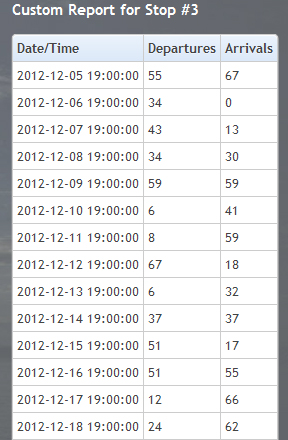 Custom Report for Stop #3
Date/Time Departures Arrivals
2012-12-05 19:00:00 55 67
2012-12-06 19:00:00 34 0
2012-12-07 19:00:00 43 13
2012-12-08 19:00:00 34 30
2012-12-09 19:00:00 59 59
2012-12-10 19:00:00 6 41
2012-12-11 19:00:00 8 59
2012-12-12 19:00:00 67 18
2012-12-13 19:00:00 6 32
2012-12-14 19:00:00 37 37
2012-12-15 19:00:00 51 17
2012-12-16 19:00:00 51 55
2012-12-17 19:00:00 12 66
2012-12-18 19:00:00 24 62